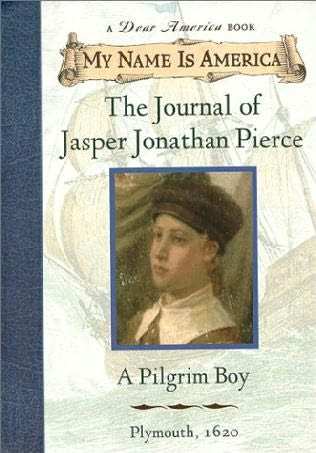 A Dear America BOOK
MY NAME IS AMERICA
The Journal of
Jasper Jonathan Pierce
A Pilgrim Boy
Plymouth, 1620